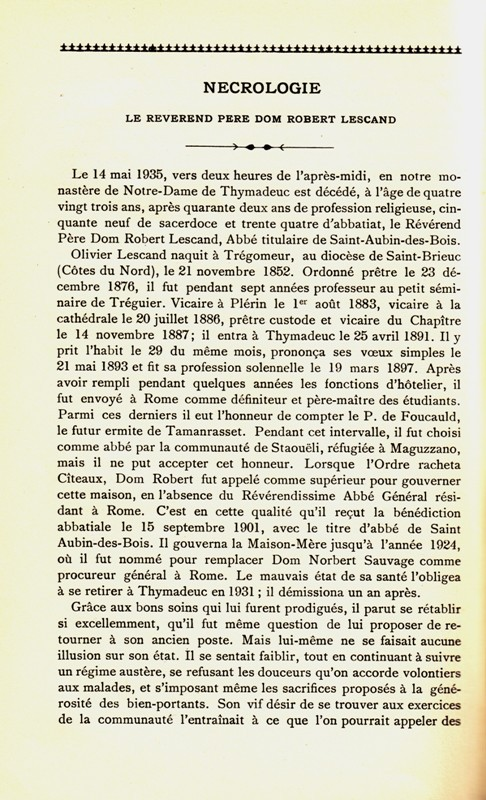 NECROLOGIE
LE REVEREND PERE DOM ROBERT LESCAND
Le 14 mai 1935, vers deux heures de l'après-midi, en notre mo-
nastère de Notre-Dame de Thymadeuc est décédé, à l'âge de quatre
vingt trois ans, après quarante deux ans de profession religieuse, cin-
quante neuf de sacerdoce et trente quatre d'abbatiat, le Révérend
Père Dom Robert Lescand, Abbé titulaire de Saint-Aubin-des-Bois.
Olivier Lescand naquit à Trégomeur, au diocèse de Saint-Brieuc
(Côtes du Nord), le 21 novembre 1852. Ordonné prêtre le 23 dé-
cembre 1876, il fut pendant sept années professeur au petit sémi-
naire de Tréguier. Vicaire à Plérin le 1er août 1883, vicaire à la
cathédrale le 20 juillet 1886, prêtre custode et vicaire du Chapître
le 14 novembre 1887; il entra à Thymadeuc le 25 avril 1891. Il y
prit l'habit le 29 du même mois, prononça ses vœux simples le
21 mai 1893 et fit sa profession solennelle le 19 mars 1897. Après
avoir rempli pendant quelques années les fonctions d'hôtelier, il
fut envoyé à Rome comme définiteur et père-maître des étudiants.
Parmi ces derniers il eut l'honneur de compter le P. de Foucauld,
le futur ermite de Tamanrasset. Pendant cet intervalle, il fut choisi
comme abbé par la communauté de Staouëli, réfugiée à Maguzzano,
mais il ne put accepter cet honneur. Lorsque l'Ordre racheta
Cîteaux, Dom Robert fut appelé comme supérieur pour gouverner
cette maison, en l'absence du Révérendissime Abbé Général rési-
dant à Rome. C'est en cette qualité qu'il reçut la bénédiction
abbatiale le 15 septembre 1901, avec le titre d'abbé de Saint
Aubin-des-Bois. Il gouverna la Maison-Mère jusqu'à l'année 1924,
où il fut nommé pour remplacer Dom Norbert Sauvage comme
procureur général à Rome. Le mauvais état de sa santé l'obligea
à se retirer à Thymadeuc en 1931 ; il démissiona un an après.
Grâce aux bons soins qui lui furent prodigués, il parut se rétablir
si excellemment, qu'il fut même question de lui proposer de re-
tourner à son ancien poste. Mais lui-même ne se faisait aucune
illusion sur son état. Il se sentait faiblir, tout en continuant à suivre
un régime austère, se refusant les douceurs qu'on accorde volontiers
aux malades, et s'imposant même les sacrifices proposés à la géné-
rosité des bien-portants. Son vif désir de se trouver aux exercices
de la communauté l'entraînait à ce que l'on pourrait appeler des